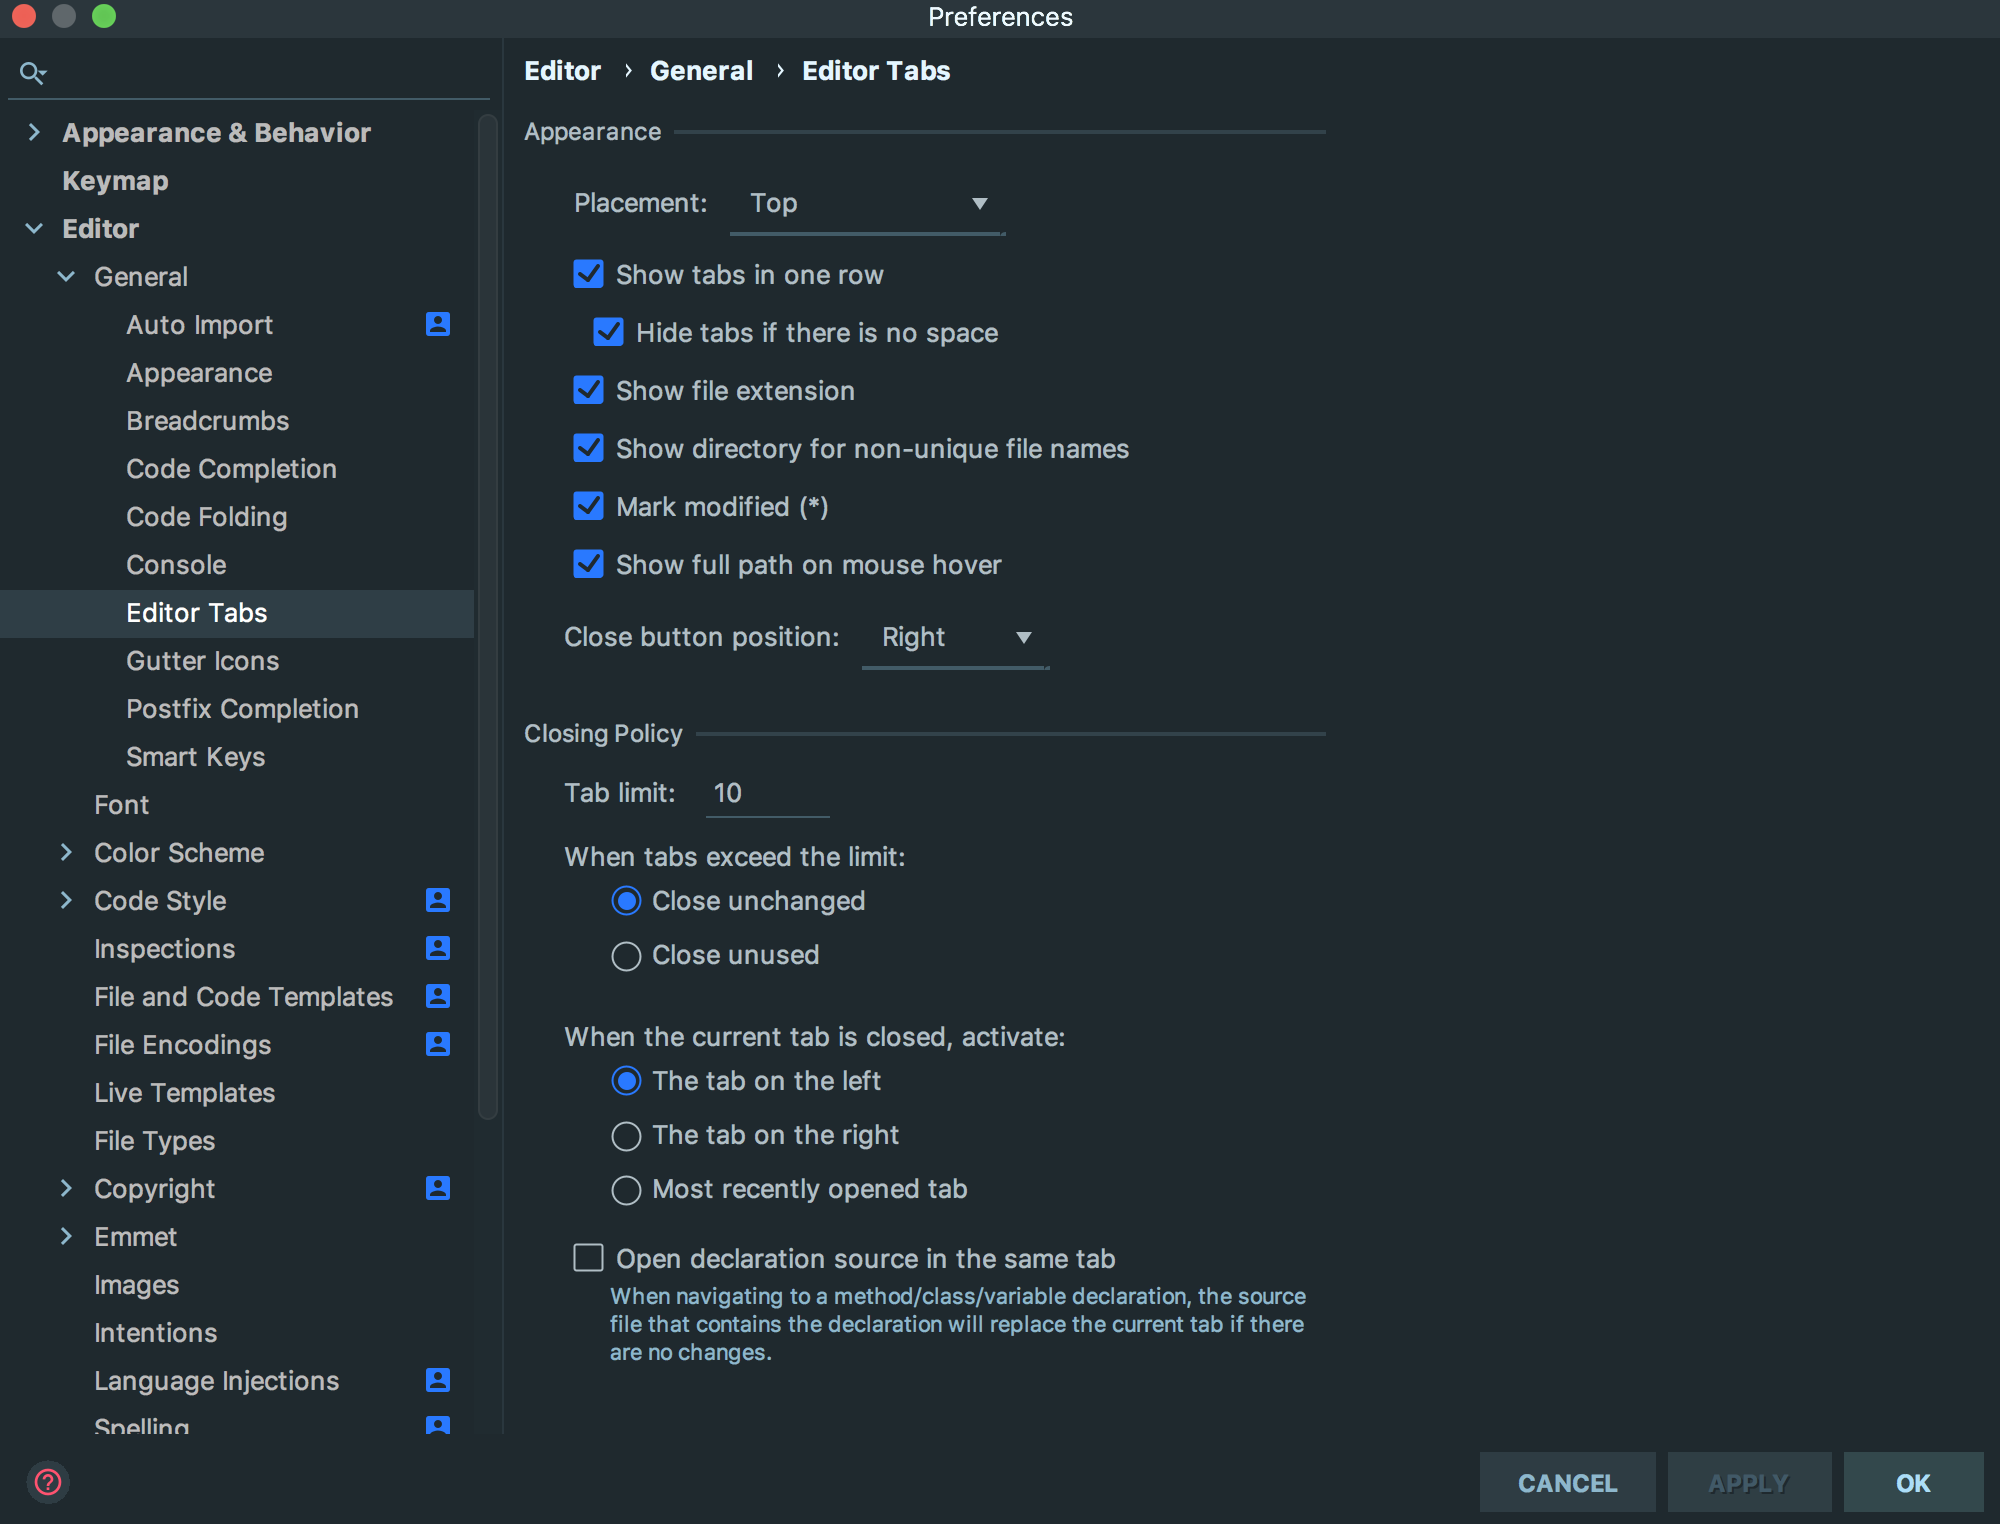 Preferences
Appearance & Behavior
Keymap
Editor
General
Auto Import
Appearance
Breadcrumbs
Code Completion
Code Folding
Console
Editor Tabs
Gutter Icons
Postfix Completion
Smart Keys
Font
Color Scheme
Code Style
Inspections
File and Code Templates
File Encodings
Live Templates
File Types
Copyright
Emmet
Images
Intentions
Language Injections
Spelling
Editor › General › Editor Tabs
Appearance
Placement: Top
Show tabs in one row
Hide tabs if there is no space
Show file extension
Show directory for non-unique file names
Mark modified (*)
Show full path on mouse hover
Close button position: Right
Closing Policy
Tab limit: 10
When tabs exceed the limit:
Close unchanged
Close unused
When the current tab is closed, activate:
The tab on the left
The tab on the right
Most recently opened tab
Open declaration source in the same tab
When navigating to a method/class/variable declaration, the source
file that contains the declaration will replace the current tab if there
are no changes.
?
CANCEL
APPLY
OK